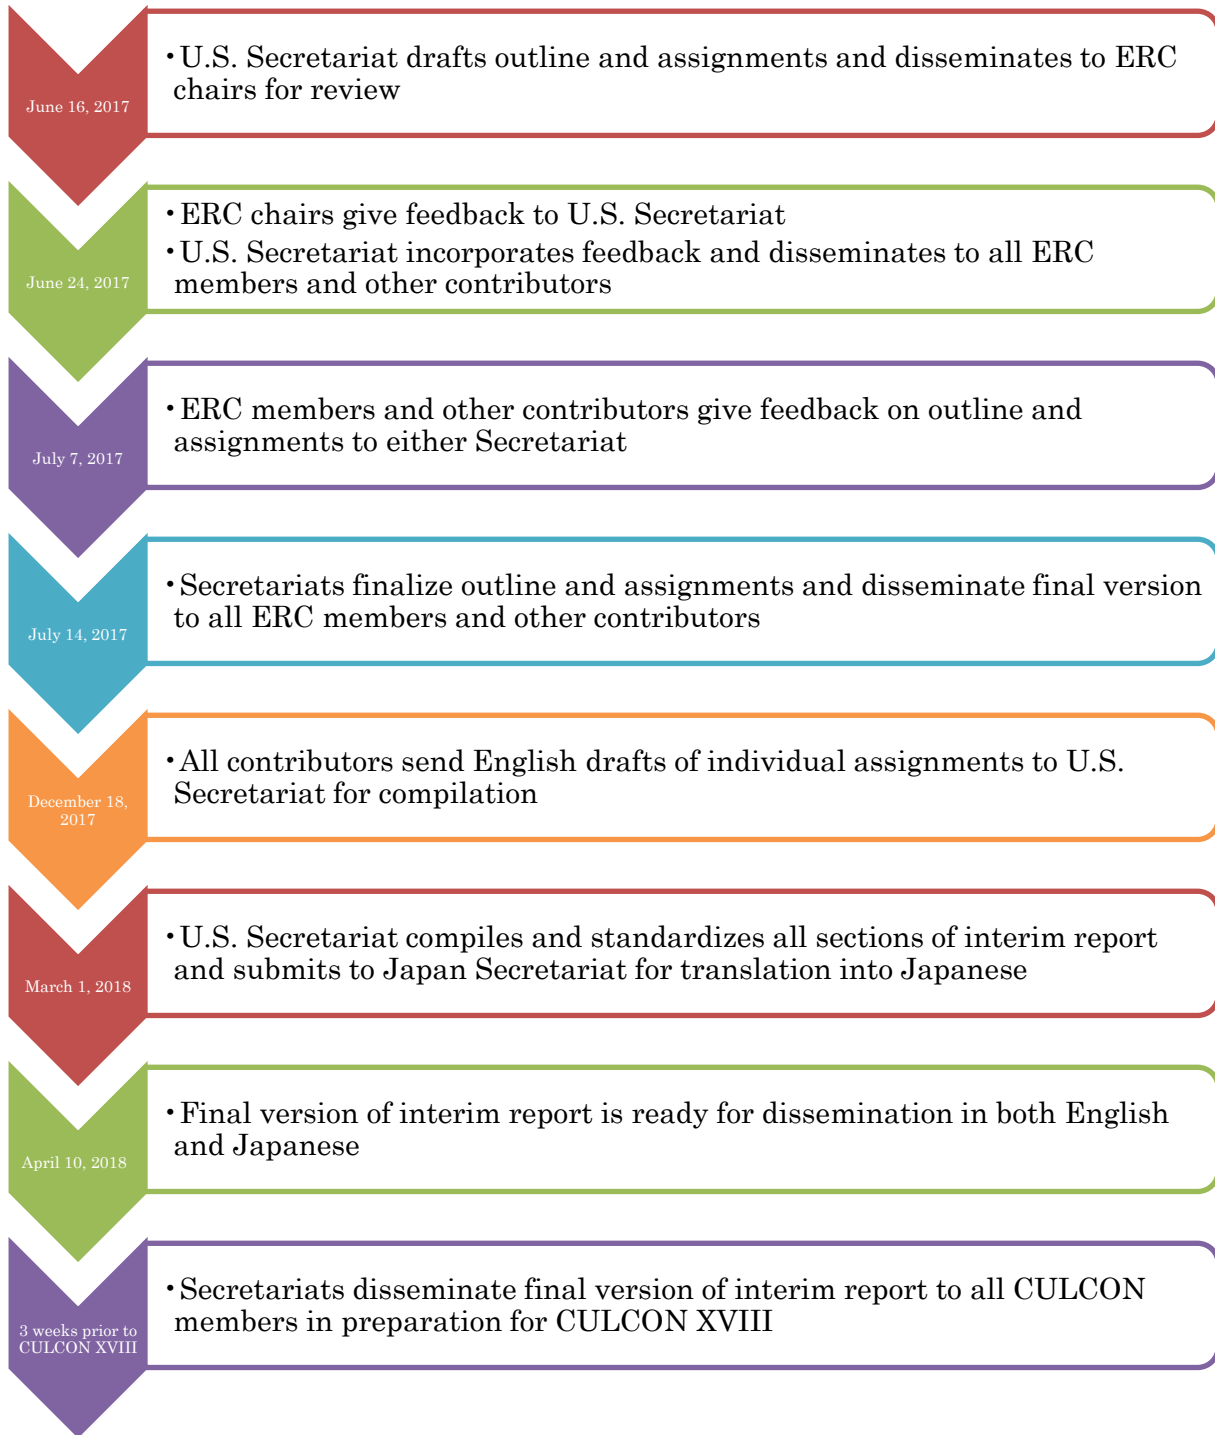 June 16, 2017
•U.S. Secretariat drafts outline and assignments and disseminates to ERC
chairs for review
June 24, 2017
•ERC chairs give feedback to U.S. Secretariat
•U.S. Secretariat incorporates feedback and disseminates to all ERC
members and other contributors
July 7, 2017
•ERC members and other contributors give feedback on outline and
assignments to either Secretariat
July 14, 2017
•Secretariats finalize outline and assignments and disseminate final version
to all ERC members and other contributors
December 18,
2017
•All contributors send English drafts of individual assignments to U.S.
Secretariat for compilation
March 1, 2018
•U.S. Secretariat compiles and standardizes all sections of interim report
and submits to Japan Secretariat for translation into Japanese
April 10, 2018
•Final version of interim report is ready for dissemination in both English
and Japanese
3 weeks prior to
CULCON XVIII
•Secretariats disseminate final version of interim report to all CULCON
members in preparation for CULCON XVIII